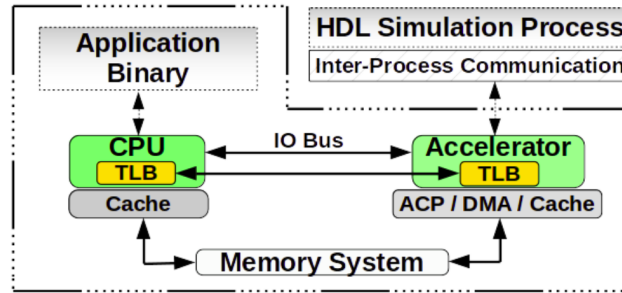 Application
Binary
HDL Simulation Process
Inter-Process Communication
CPU
TLB
Cache
IO Bus
Accelerator
TLB
ACP / DMA / Cache
Memory System